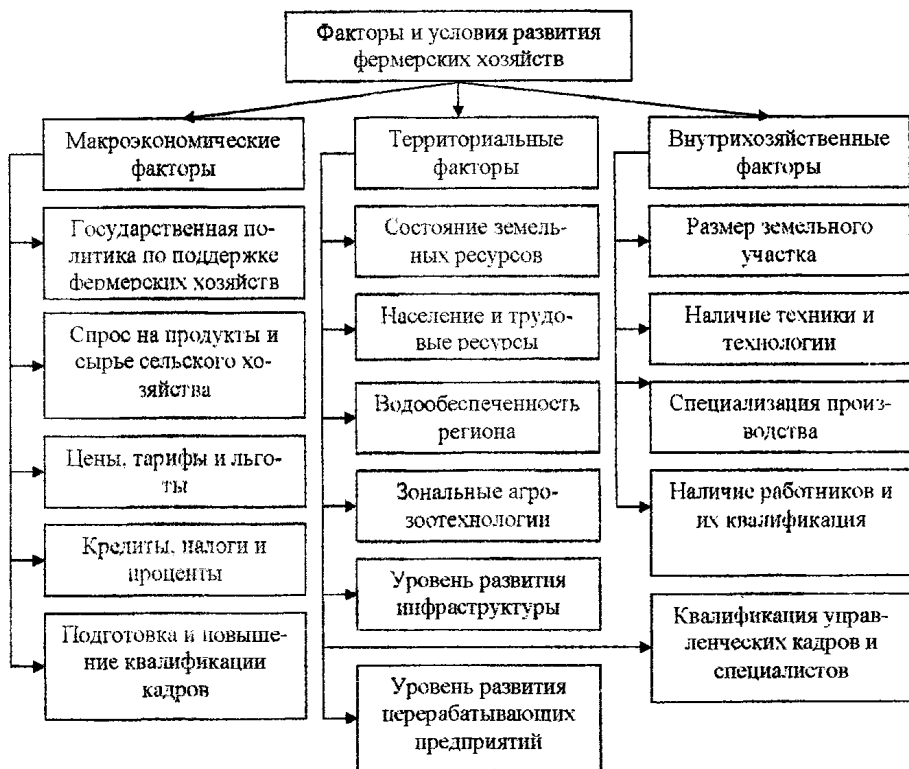 Факторы и условия развития
фермерских хозяйств
Макроэкономические
факторы
Территориальные
факторы
Внутрихозяйственные
факторы
Государственная по-
литика по поддержке
фермерских хозяйств
Спрос на продукты и
сырье сельского хо-
зяйства
Цены, тарифы и льго-
ты
Кредиты, налоги и
проценты
Подготовка и повыше-
ние квалификации
кадров
Состояние земель-
ных ресурсов
Население и трудо-
вые ресурсы
Водообеспеченность
региона
Зональные агро-
зоотехнологии
Уровень развития
инфраструктуры
Уровень развития
перерабатывающих
предприятий
Размер земельного
участка
Наличие техники и
технологии
Специализация произ-
водства
Наличие работников и
их квалификация
Квалификация управ-
ленческих кадров и
специалистов